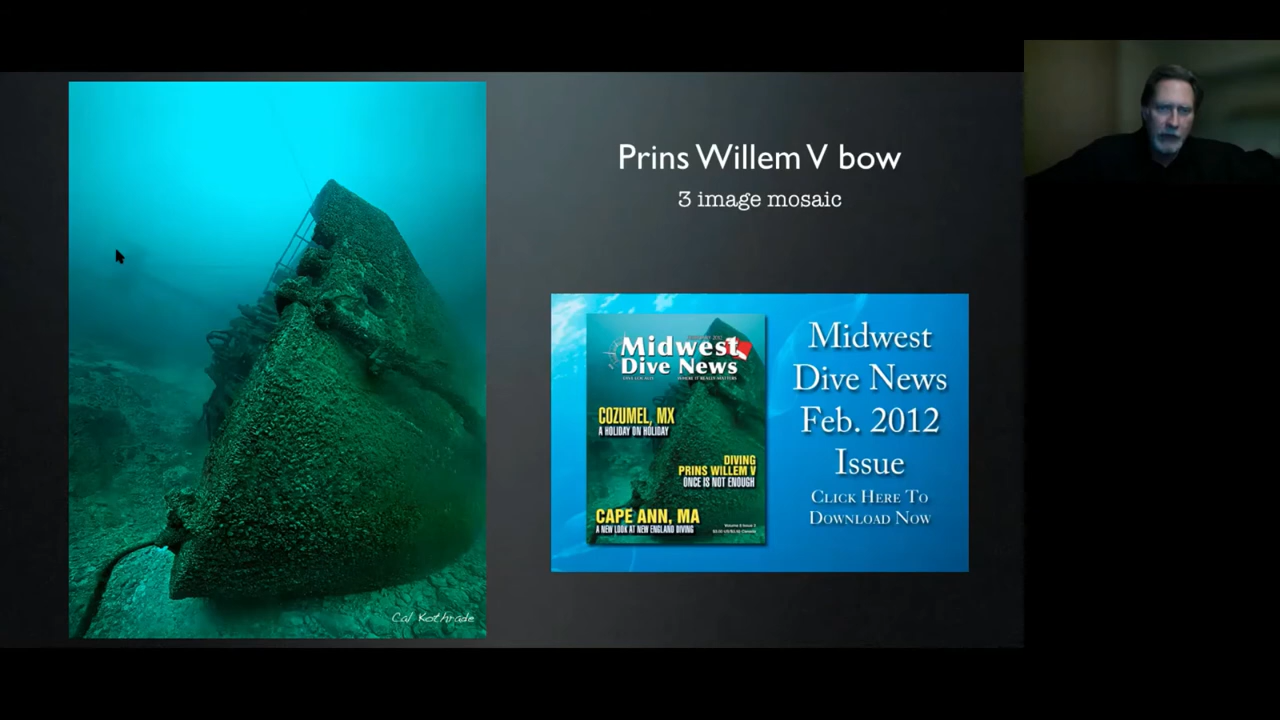 Prins Willem V bow
3 image mosaic
Midwest
Dive News
COZUMEL, MX
A HOLIDAY ON HOLIDAY
DIVING
PRINS WILLEM V
ONCE IS NOT ENOUGH
CAPE ANN, MA
A NEW LOOK AT NEW ENGLAND DIVING
Midwest
Dive News
Feb. 2012
Issue
Click Here To
Download Now
Cal Kothrade